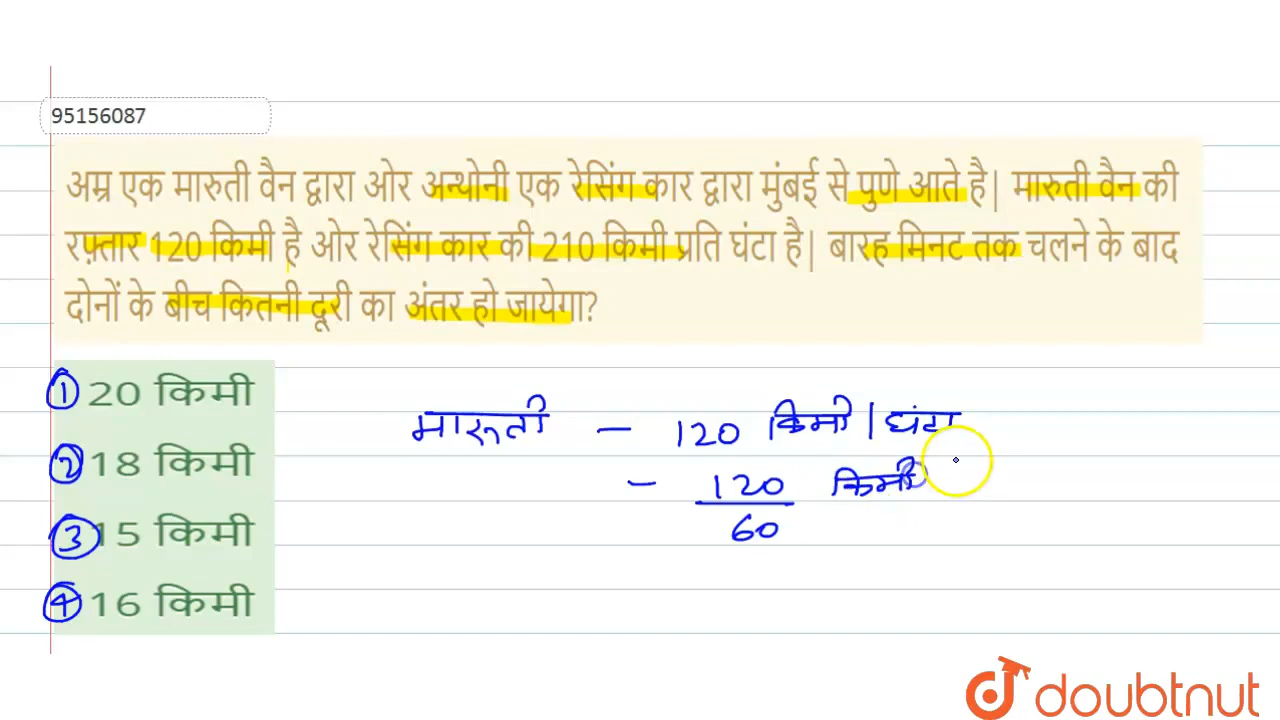 95156087
अम्र एक मारुती वैन द्वारा ओर अन्थोनी एक रेसिंग कार द्वारा मुंबई से पुणे आते है| मारुती वैन की
रफ़्तार 120 किमी है ओर रेसिंग कार की 210 किमी प्रति घंटा है| बारह मिनट तक चलने के बाद
दोनों के बीच कितनी दूरी का अंतर हो जायेगा?
1 20 किमी
2 18 किमी
3 15 किमी
4 16 किमी
मारुती – 120 किमी | घंटा
– 120 किमी
60
doubtnut